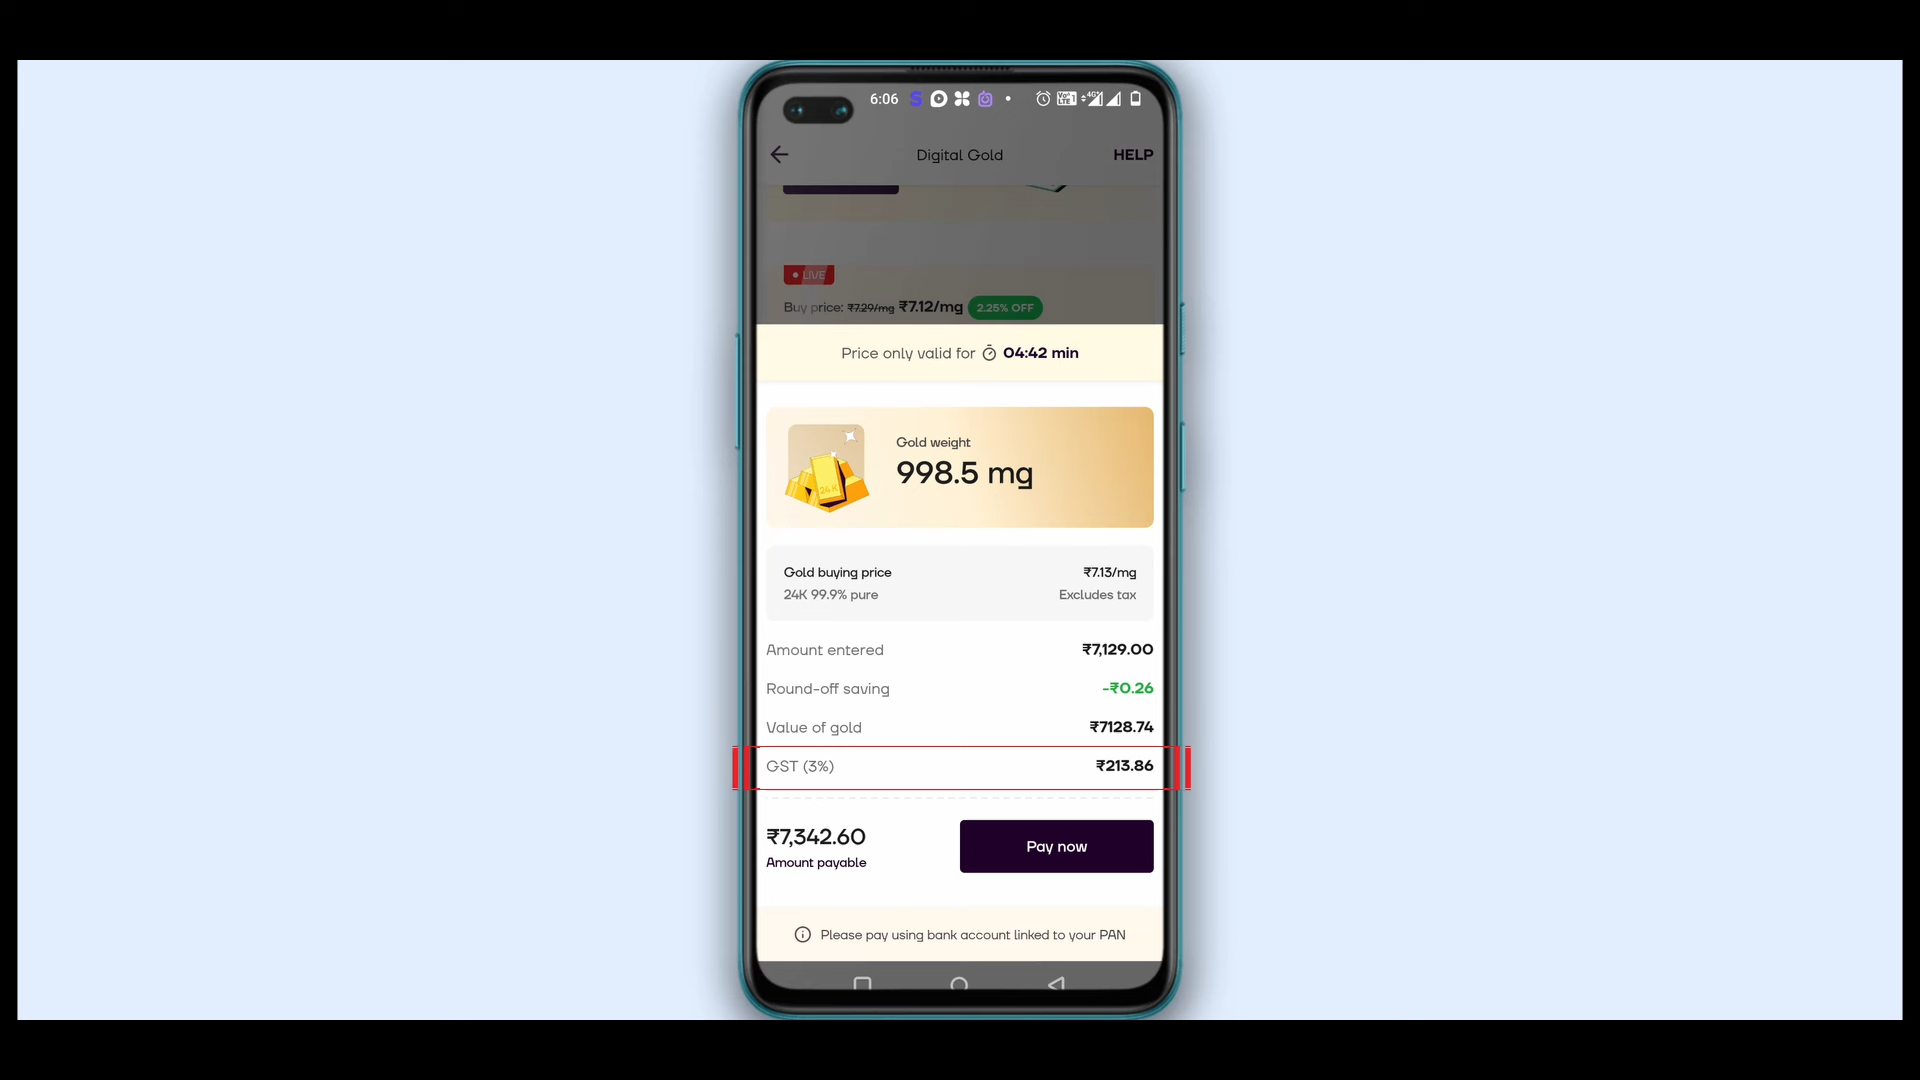 6:06
Digital Gold HELP
LIVE
Buy price: ₹7.29/mg ₹7.12/mg 2.25% OFF
Price only valid for 04:42 min
Gold weight
998.5 mg
24K
Gold buying price ₹7.13/mg
24K 99.9% pure Excludes tax
Amount entered ₹7,129.00
Round-off saving -₹0.26
Value of gold ₹7128.74
GST (3%) ₹213.86
₹7,342.60
Amount payable
Pay now
Please pay using bank account linked to your PAN